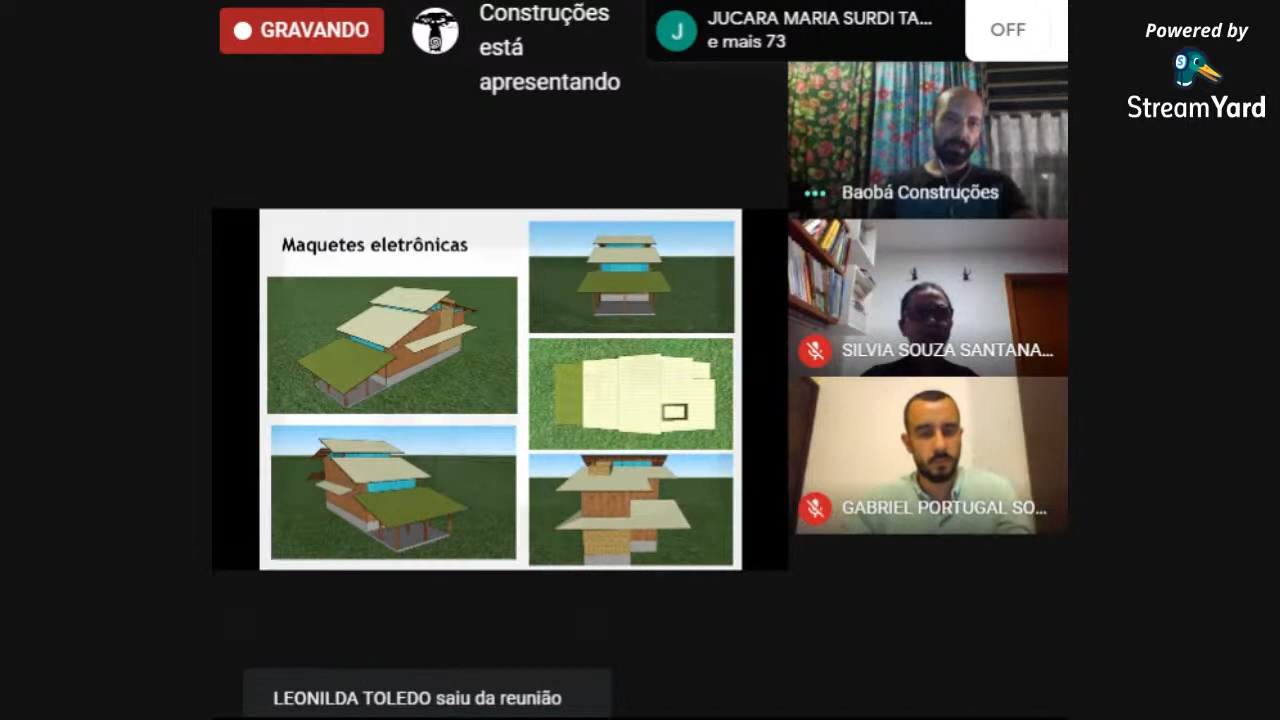 GRAVANDO
Construções
está
apresentando
J
JUCARA MARIA SURDI TA...
e mais 73
OFF
Powered by
S
StreamYard
Baobá Construções
Maquetes eletrônicas
SILVIA SOUZA SANTANA...
GABRIEL PORTUGAL SO...
LEONILDA TOLEDO saiu da reunião